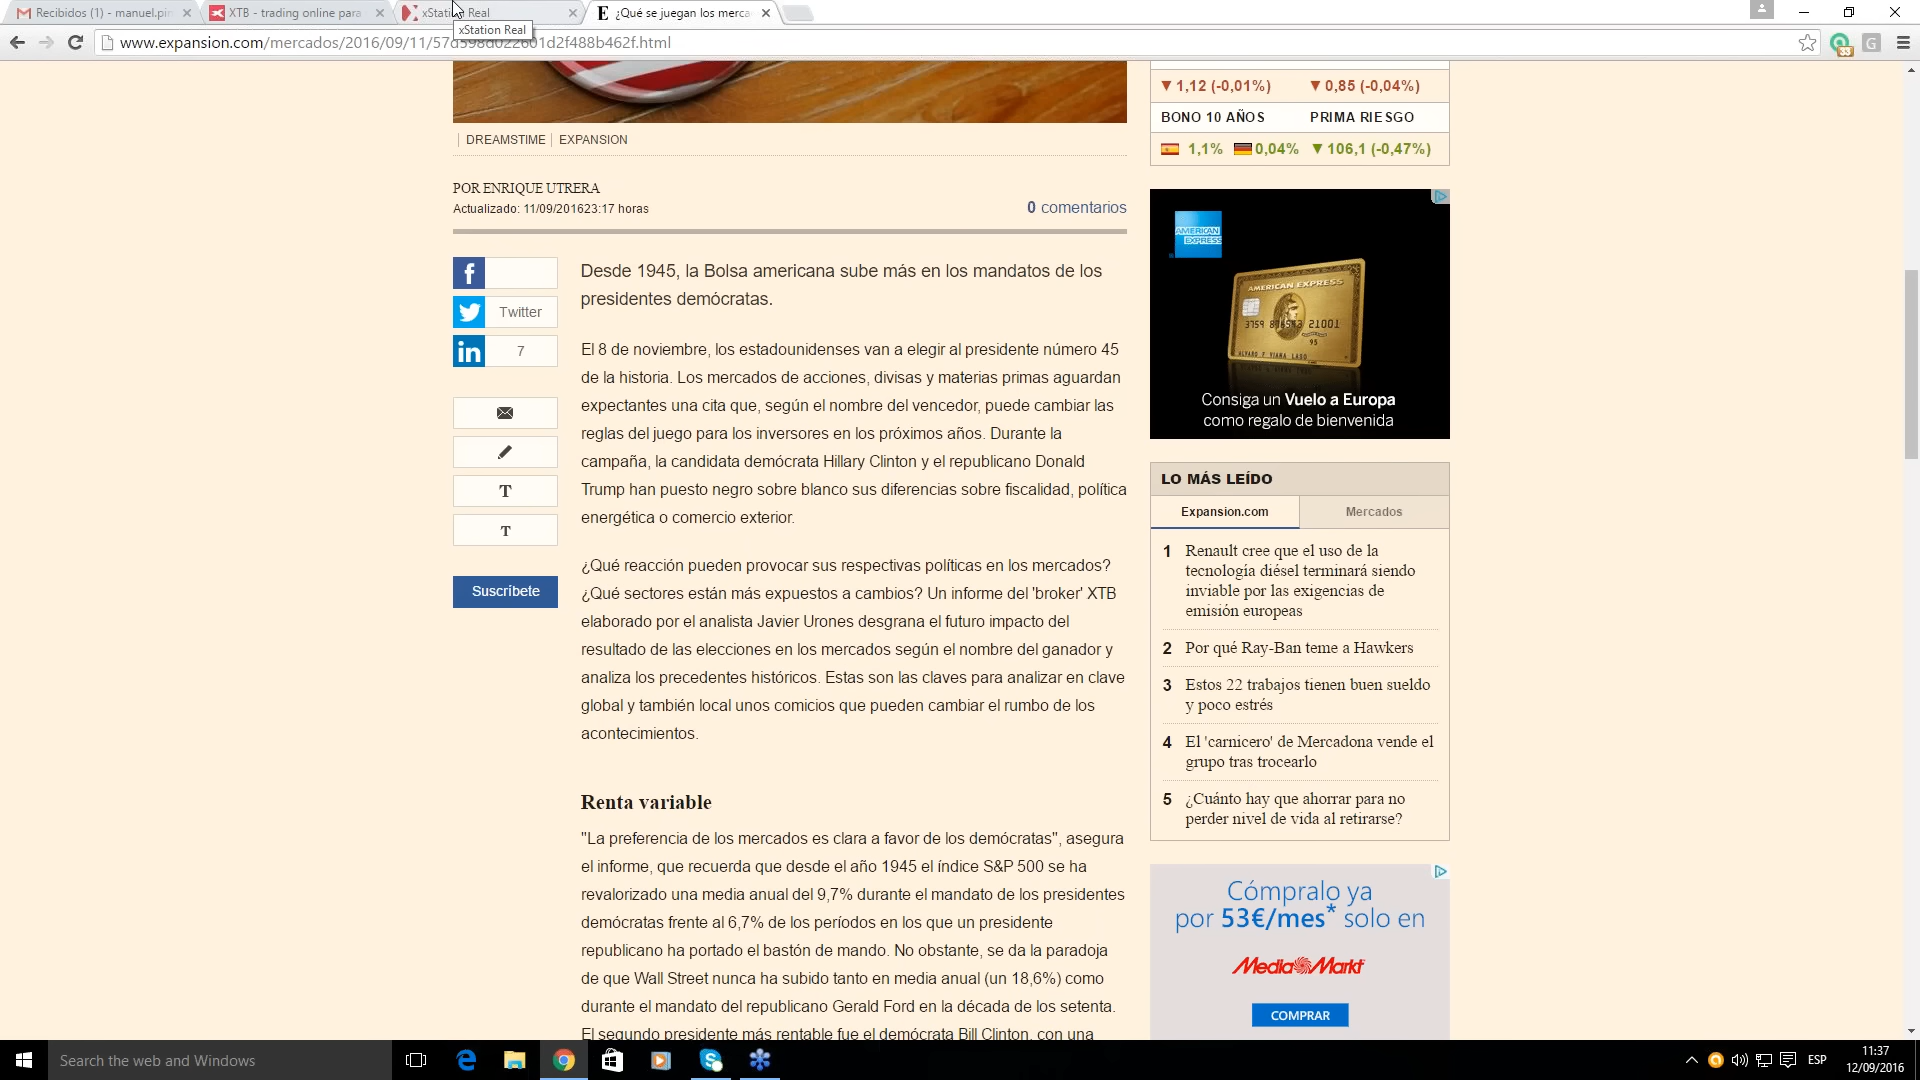 Recibidos (1) - manuel.pin
XTB - trading online para
xStation Real
¿Qué se juegan los merca
xStation Real
www.expansion.com/mercados/2016/09/11/57d598d022601d2f488b462f.html
1,12 (-0,01%)
0,85 (-0,04%)
BONO 10 AÑOS
PRIMA RIESGO
1,1%
0,04%
106,1 (-0,47%)
DREAMSTIME
EXPANSION
POR ENRIQUE UTRERA
Actualizado: 11/09/201623:17 horas
0 comentarios
Twitter
7
Suscríbete
Desde 1945, la Bolsa americana sube más en los mandatos de los
presidentes demócratas.
El 8 de noviembre, los estadounidenses van a elegir al presidente número 45
de la historia. Los mercados de acciones, divisas y materias primas aguardan
expectantes una cita que, según el nombre del vencedor, puede cambiar las
reglas del juego para los inversores en los próximos años. Durante la
campaña, la candidata demócrata Hillary Clinton y el republicano Donald
Trump han puesto negro sobre blanco sus diferencias sobre fiscalidad, política
energética o comercio exterior.
¿Qué reacción pueden provocar sus respectivas políticas en los mercados?
¿Qué sectores están más expuestos a cambios? Un informe del 'broker' XTB
elaborado por el analista Javier Urones desgrana el futuro impacto del
resultado de las elecciones en los mercados según el nombre del ganador y
analiza los precedentes históricos. Estas son las claves para analizar en clave
global y también local unos comicios que pueden cambiar el rumbo de los
acontecimientos.
Renta variable
"La preferencia de los mercados es clara a favor de los demócratas", asegura
el informe, que recuerda que desde el año 1945 el índice S&P 500 se ha
revalorizado una media anual del 9,7% durante el mandato de los presidentes
demócratas frente al 6,7% de los períodos en los que un presidente
republicano ha portado el bastón de mando. No obstante, se da la paradoja
de que Wall Street nunca ha subido tanto en media anual (un 18,6%) como
durante el mandato del republicano Gerald Ford en la década de los setenta.
El segundo presidente más rentable fue el demócrata Bill Clinton, con una
AMERICAN EXPRESS
AMERICAN EXPRESS
21001
95
Consiga un Vuelo a Europa
como regalo de bienvenida
LO MÁS LEÍDO
Expansion.com
Mercados
1 Renault cree que el uso de la
tecnología diésel terminará siendo
inviable por las exigencias de
emisión europeas
2 Por qué Ray-Ban teme a Hawkers
3 Estos 22 trabajos tienen buen sueldo
y poco estrés
4 El 'carnicero' de Mercadona vende el
grupo tras trocearlo
5 ¿Cuánto hay que ahorrar para no
perder nivel de vida al retirarse?
Cómpralo ya
por 53€/mes* solo en
Media Markt
COMPRAR
Search the web and Windows
ESP
11:37
12/09/2016